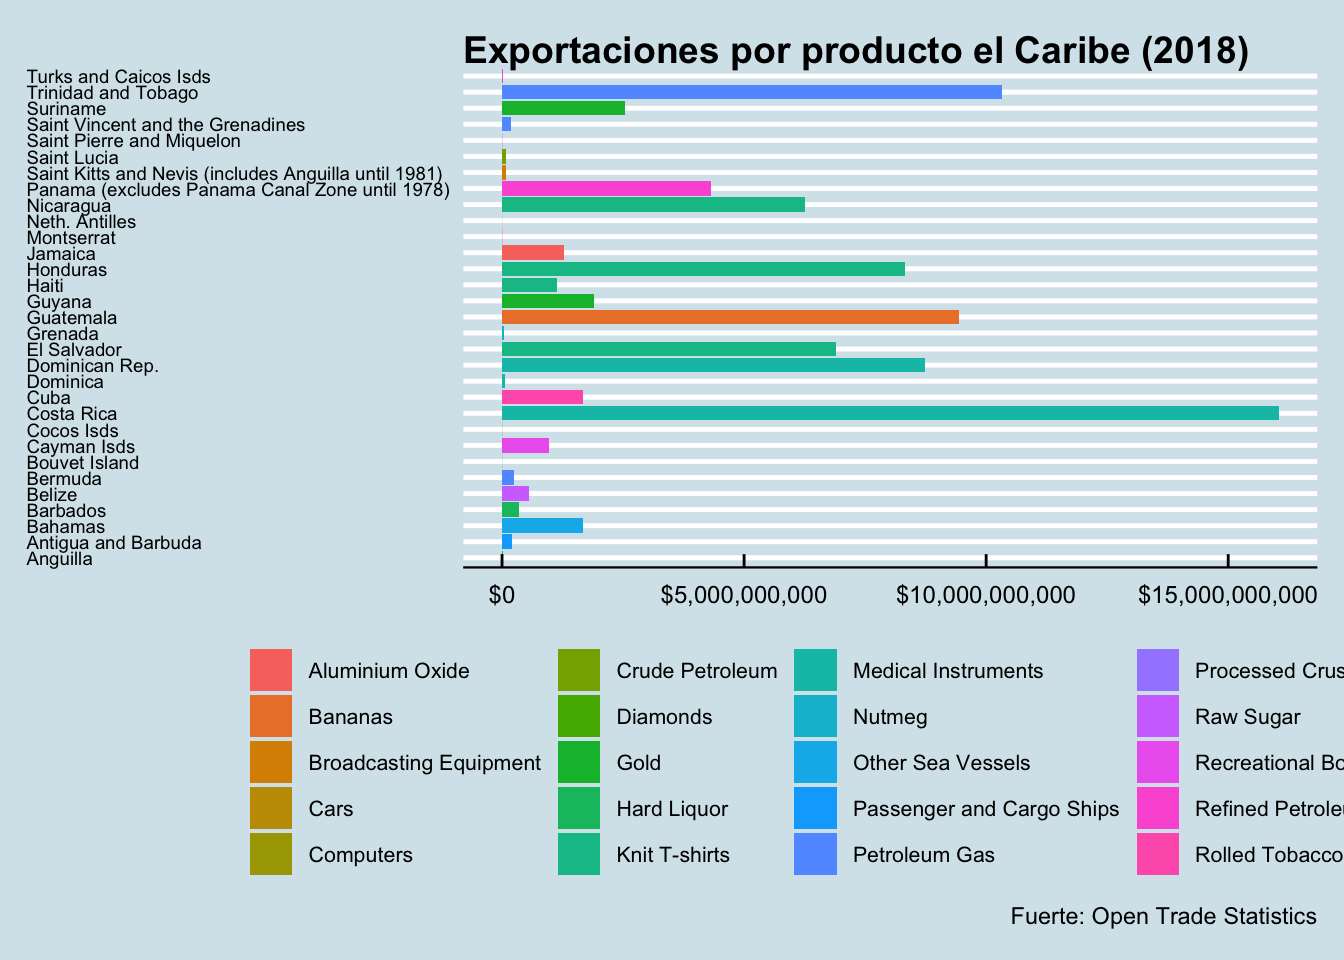 Exportaciones por producto el Caribe (2018)
Turks and Caicos Isds
Trinidad and Tobago
Suriname
Saint Vincent and the Grenadines
Saint Pierre and Miquelon
Saint Lucia
Saint Kitts and Nevis (includes Anguilla until 1981)
Panama (excludes Panama Canal Zone until 1978)
Nicaragua
Neth. Antilles
Montserrat
Jamaica
Honduras
Haiti
Guyana
Guatemala
Grenada
El Salvador
Dominican Rep.
Dominica
Cuba
Costa Rica
Cocos Isds
Cayman Isds
Bouvet Island
Bermuda
Belize
Barbados
Bahamas
Antigua and Barbuda
Anguilla
$0 $5,000,000,000 $10,000,000,000 $15,000,000,000
Aluminium Oxide Crude Petroleum Medical Instruments Processed
Bananas Diamonds Nutmeg Raw Sugar
Broadcasting Equipment Gold Other Sea Vessels Recreational
Cars Hard Liquor Passenger and Cargo Ships Refined
Computers Knit T-shirts Petroleum Gas Rolled Tobacco
Fuerte: Open Trade Statistics